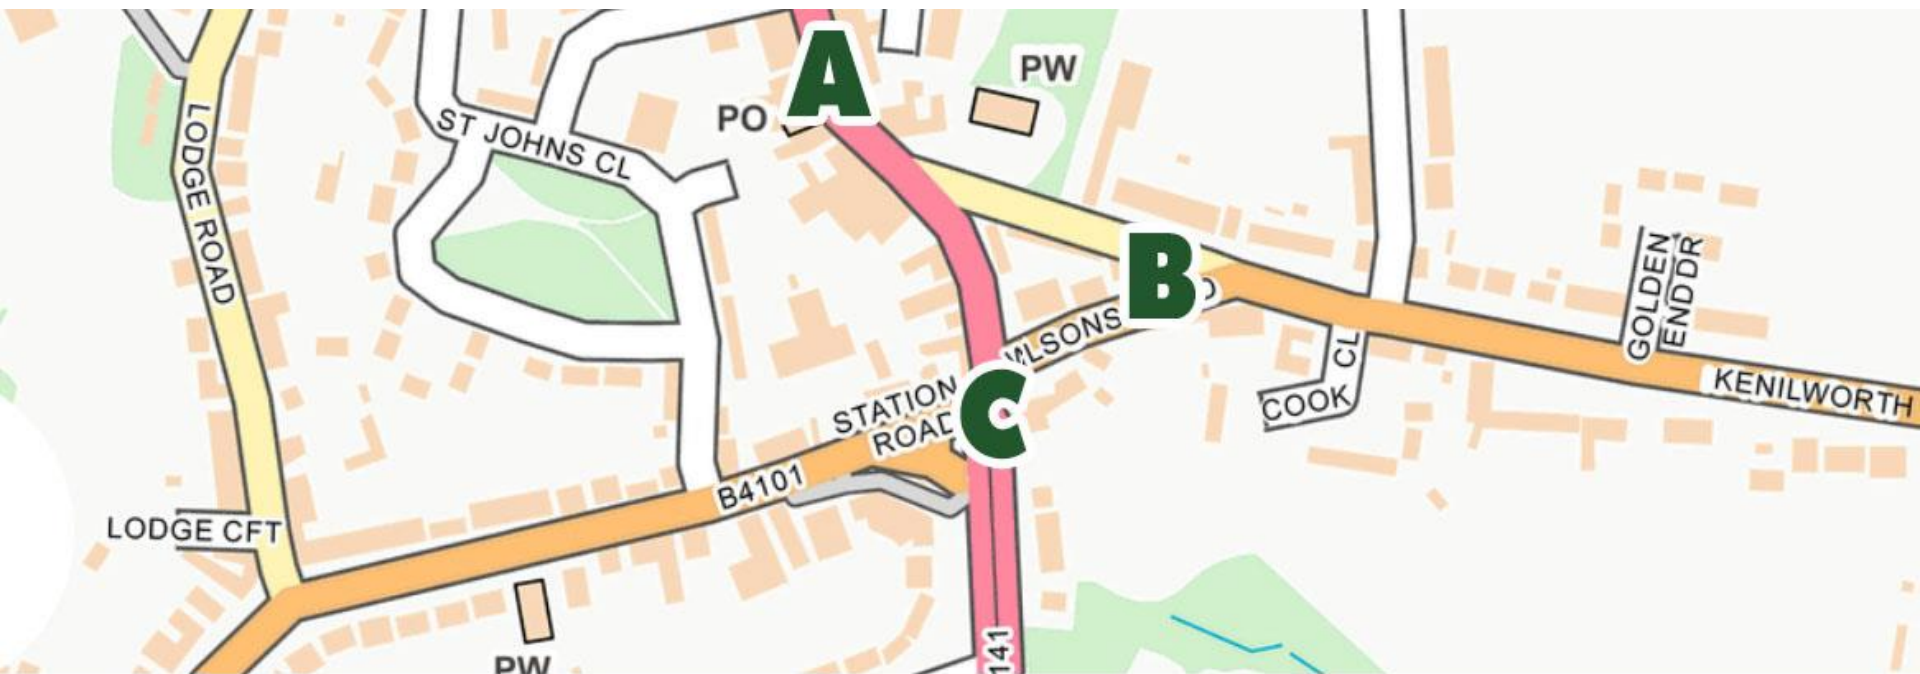 A
PW
PO
ST JOHNS CL
LODGE ROAD
B
GOLDEN
END DR
CL
COOK
KENILWORTH
STATION
ROAD
C
B4101
LODGE CFT
141
PW